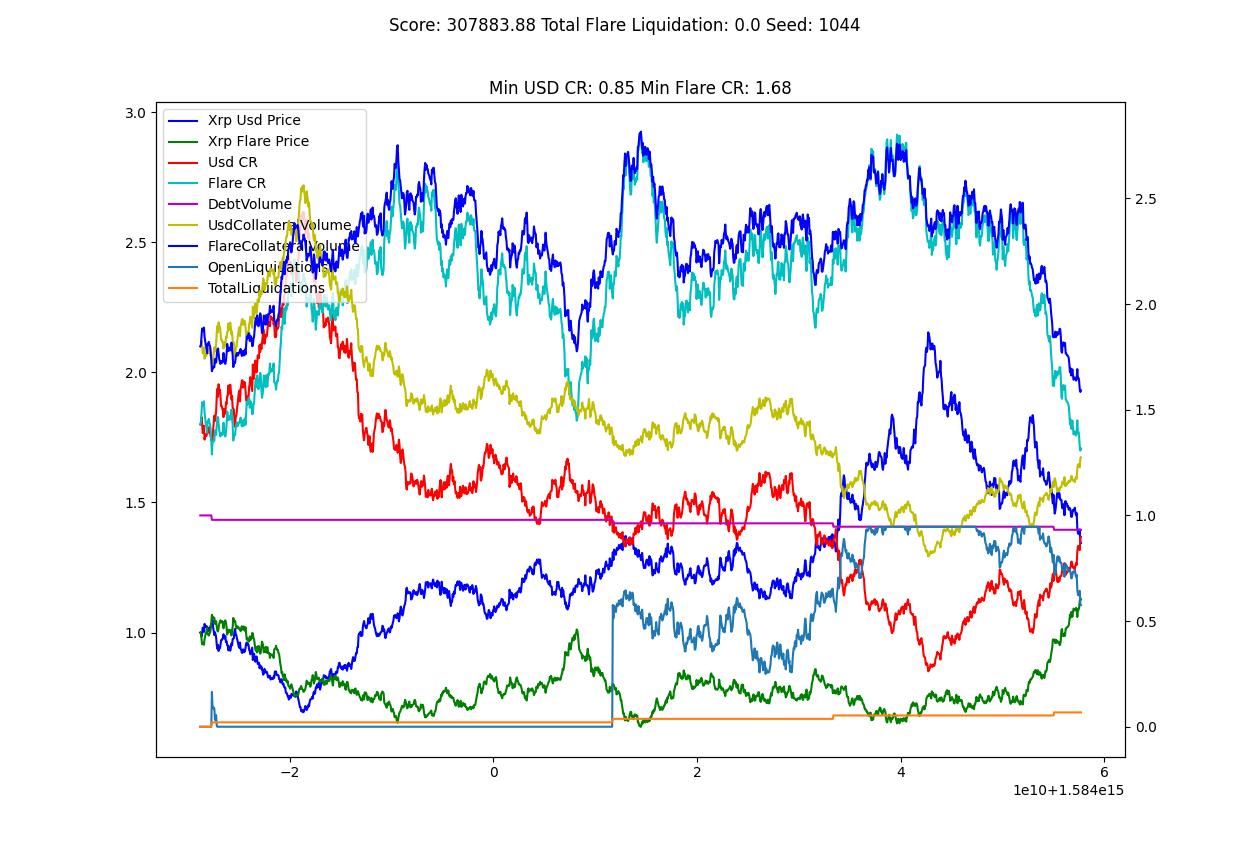 Score: 307883.88 Total Flare Liquidation: 0.0 Seed: 1044
Min USD CR: 0.85 Min Flare CR: 1.68
Xrp Usd Price
Xrp Flare Price
Usd CR
Flare CR
DebtVolume
UsdCollateralVolume
FlareCollateralVolume
OpenLiquidations
TotalLiquidations
3.0
2.5
2.0
1.5
1.0
2.5
2.0
1.5
1.0
0.5
0.0
−2
0
2
4
6
1e10+1.584e15